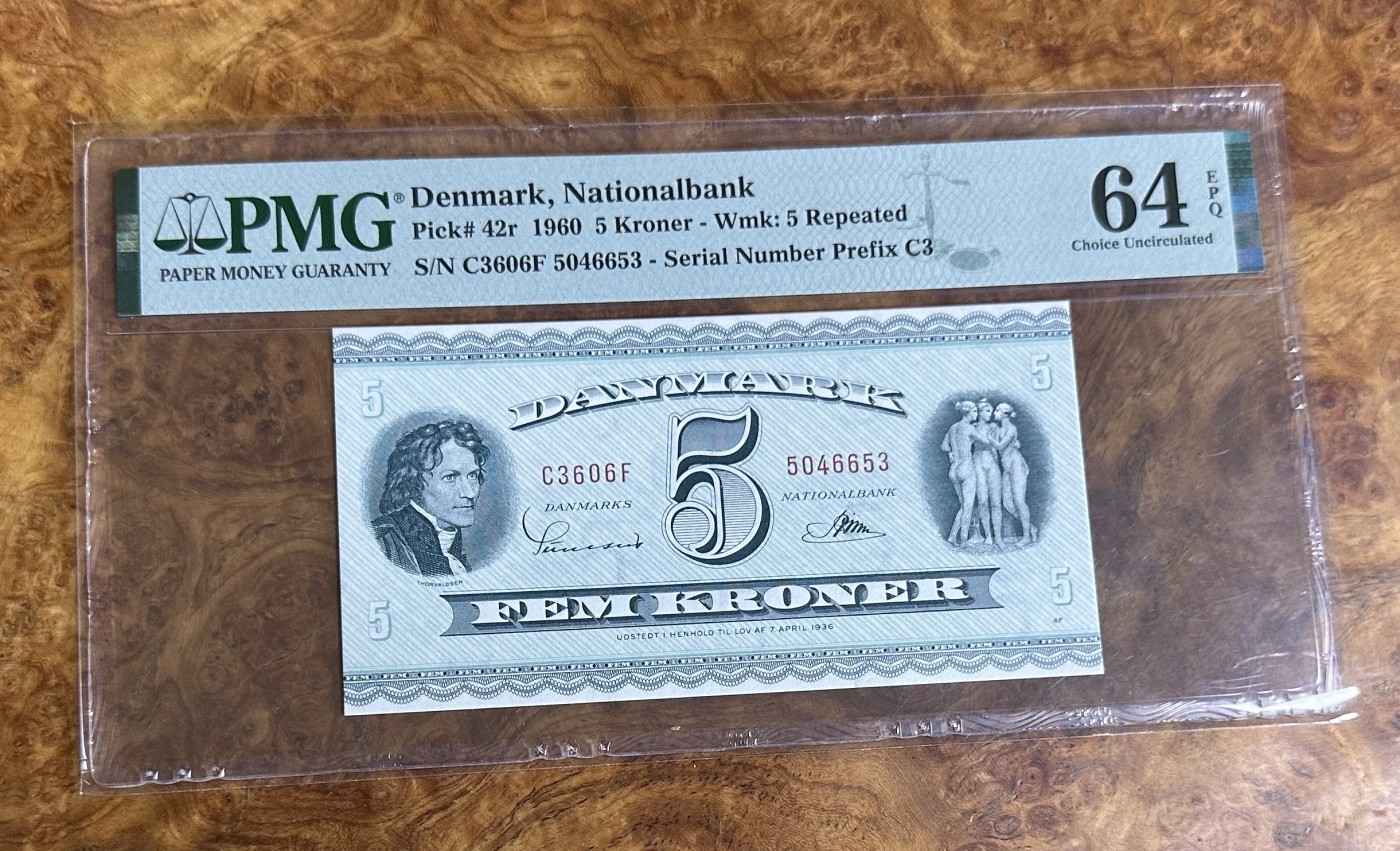 PMG®
PAPER MONEY GUARANTY
Denmark, Nationalbank
Pick# 42r 1960 5 Kroner - Wmk: 5 Repeated
S/N C3606F 5046653 - Serial Number Prefix C3
64
EPQ
Choice Uncirculated
5
5
DANMARK
5
C3606F
5046653
DANMARKS
NATIONALBANK
THORVALDSEN
FEM KRONER
5
5
UDSTEDT I HENHOLD TIL LOV AF 7. APRIL 1936